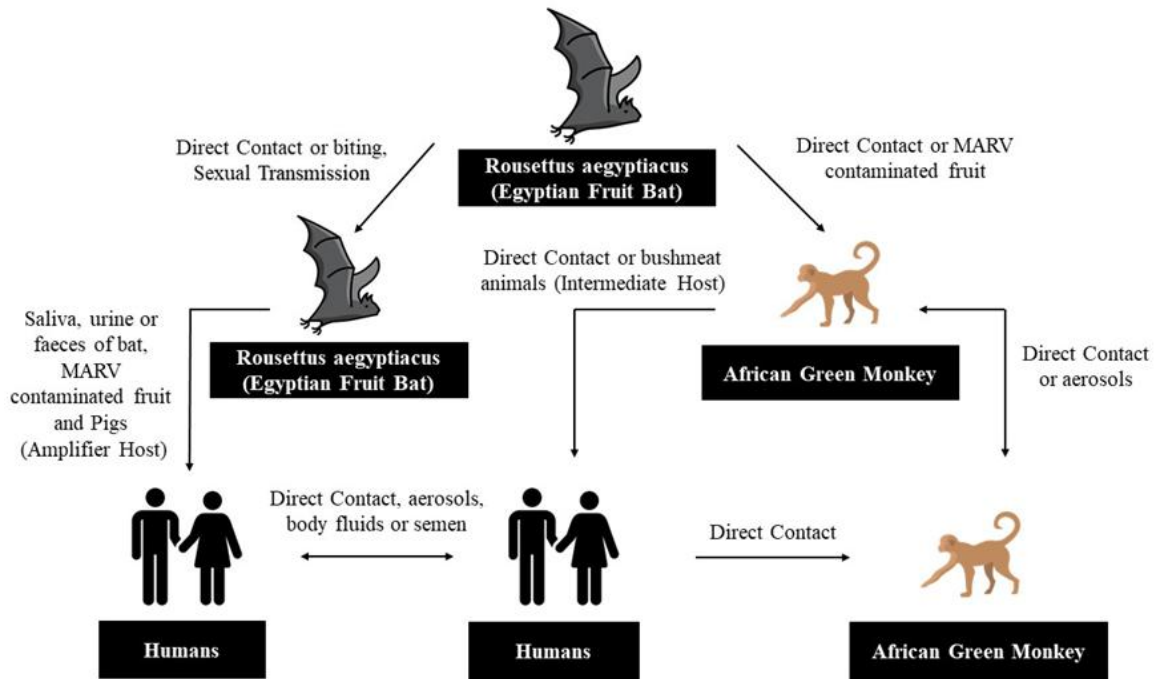 Direct Contact or biting,
Sexual Transmission
Rousettus aegyptiacus
(Egyptian Fruit Bat)
Direct Contact or MARV
contaminated fruit
Direct Contact or bushmeat
animals (Intermediate Host)
Saliva, urine or
faeces of bat,
MARV
contaminated fruit
and Pigs
(Amplifier Host)
Rousettus aegyptiacus
(Egyptian Fruit Bat)
African Green Monkey
Direct Contact
or aerosols
Direct Contact, aerosols,
body fluids or semen
Direct Contact
Humans
Humans
African Green Monkey